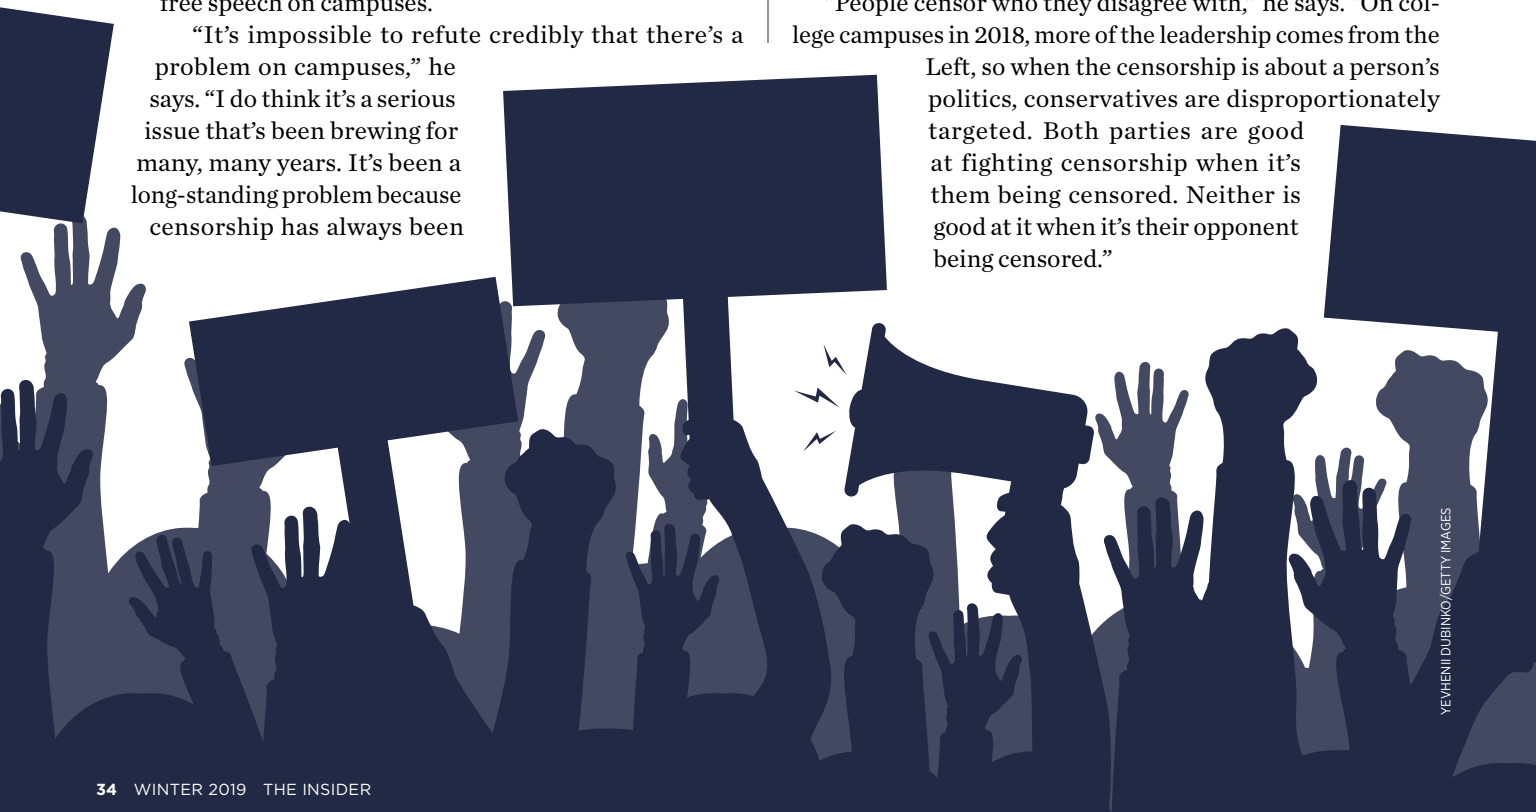 free speech on campuses.
“It’s impossible to refute credibly that there’s a
problem on campuses,” he
says. “I do think it’s a serious
issue that’s been brewing for
many, many years. It’s been a
long-standing problem because
censorship has always been
“People censor who they disagree with,” he says. “On col-
lege campuses in 2018, more of the leadership comes from the
Left, so when the censorship is about a person’s
politics, conservatives are disproportionately
targeted. Both parties are good
at fighting censorship when it’s
them being censored. Neither is
good at it when it’s their opponent
being censored.”
YEVHENII DUBINKO/GETTY IMAGES
34 WINTER 2019 THE INSIDER